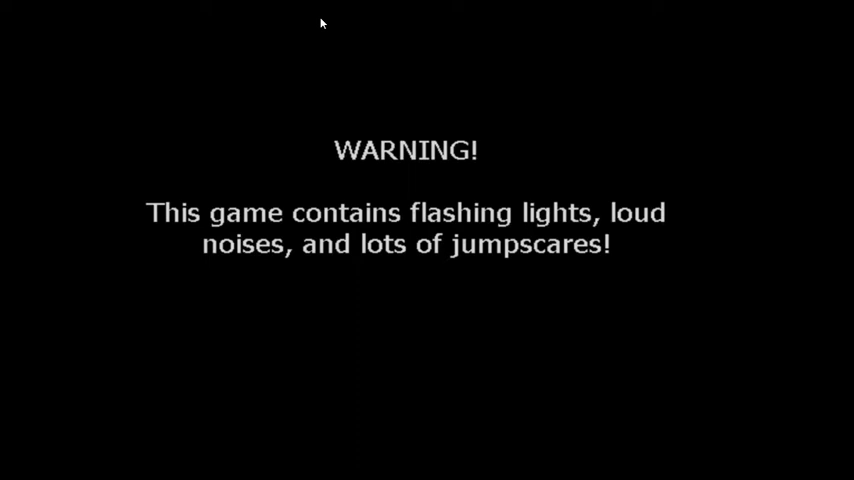 WARNING!
This game contains flashing lights, loud
noises, and lots of jumpscares!